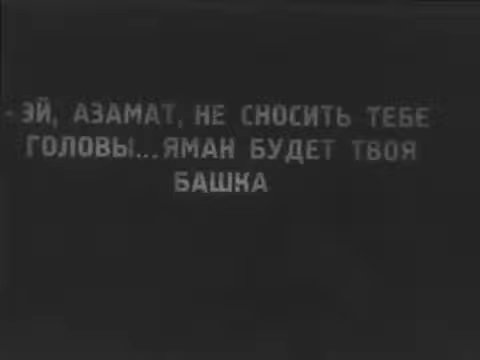 - ЭЙ, АЗАМАТ, НЕ СНОСИТЬ ТЕБЕ
ГОЛОВЫ...ЯМАН БУДЕТ ТВОЯ
БАШКА